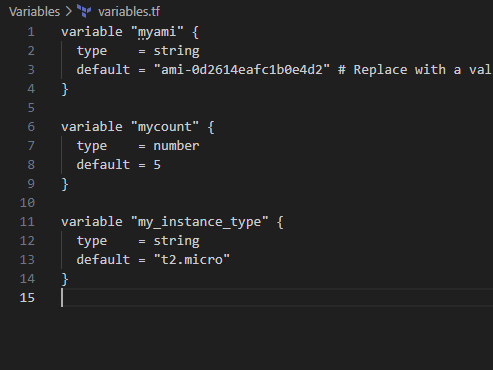 Variables > variables.tf
1 variable "myami" {
2   type    = string
3   default = "ami-0d2614eafc1b0e4d2" # Replace with a val
4 }
5
6 variable "mycount" {
7   type    = number
8   default = 5
9 }
10
11 variable "my_instance_type" {
12   type    = string
13   default = "t2.micro"
14 }
15